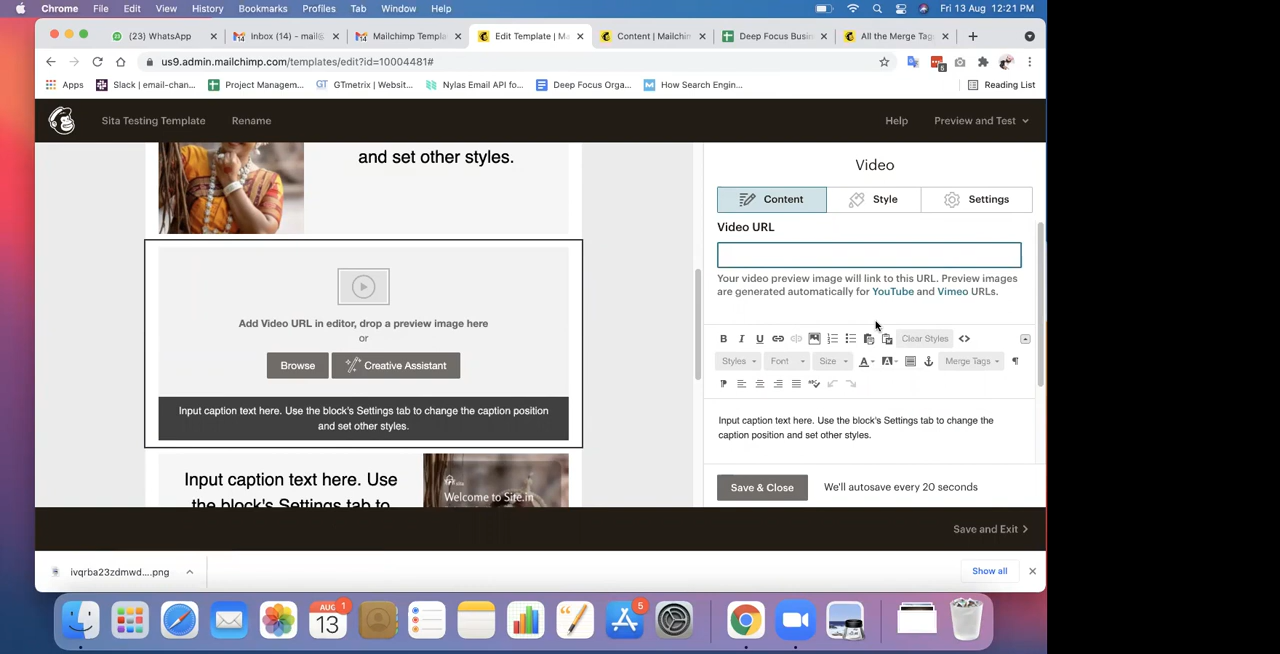 Chrome File Edit View History Bookmarks Profiles Tab Window Help Fri 13 Aug 12:21 PM
(23) WhatsApp Inbox (14) - mail@ Mailchimp Templa Edit Template | Ma Content | Mailchin Deep Focus Busin All the Merge Tag
us9.admin.mailchimp.com/templates/edit?id=10004481#
Apps Slack | email-chan... Project Managem... GTmetrix | Websit... Nylas Email API fo... Deep Focus Orga... How Search Engin... Reading List
Sita Testing Template Rename Help Preview and Test
and set other styles.
Video
Content Style Settings
Video URL
Your video preview image will link to this URL. Preview images
are generated automatically for YouTube and Vimeo URLs.
Add Video URL in editor, drop a preview image here
or
Browse Creative Assistant
Input caption text here. Use the block's Settings tab to change the caption position
and set other styles.
B I U Clear Styles
Styles Font Size A A Merge Tags
Input caption text here. Use the block's Settings tab to change the
caption position and set other styles.
Input caption text here. Use
the block's Settings tab to
Welcome to Site.in
Save & Close We'll autosave every 20 seconds
Save and Exit
ivqrba23zdmwd....png Show all
AUG 1
13
5